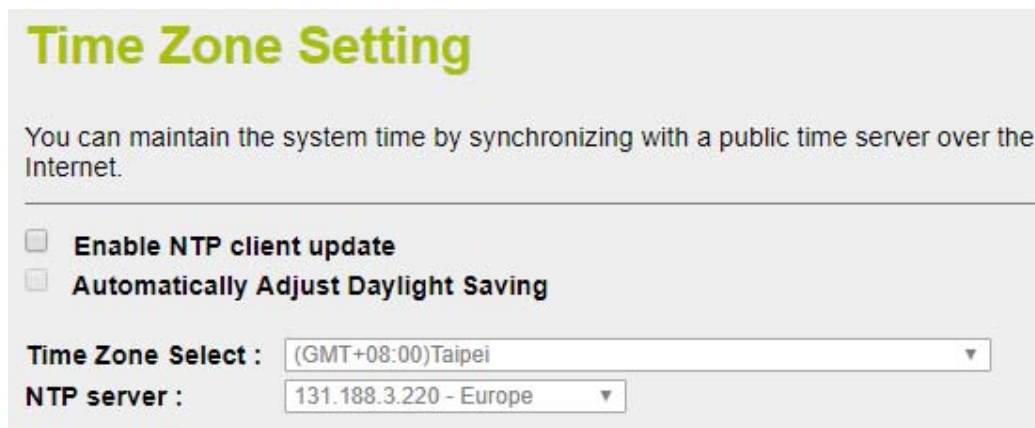 Time Zone Setting
You can maintain the system time by synchronizing with a public time server over the
Internet.
Enable NTP client update
Automatically Adjust Daylight Saving
Time Zone Select : (GMT+08:00)Taipei
NTP server : 131.188.3.220 - Europe